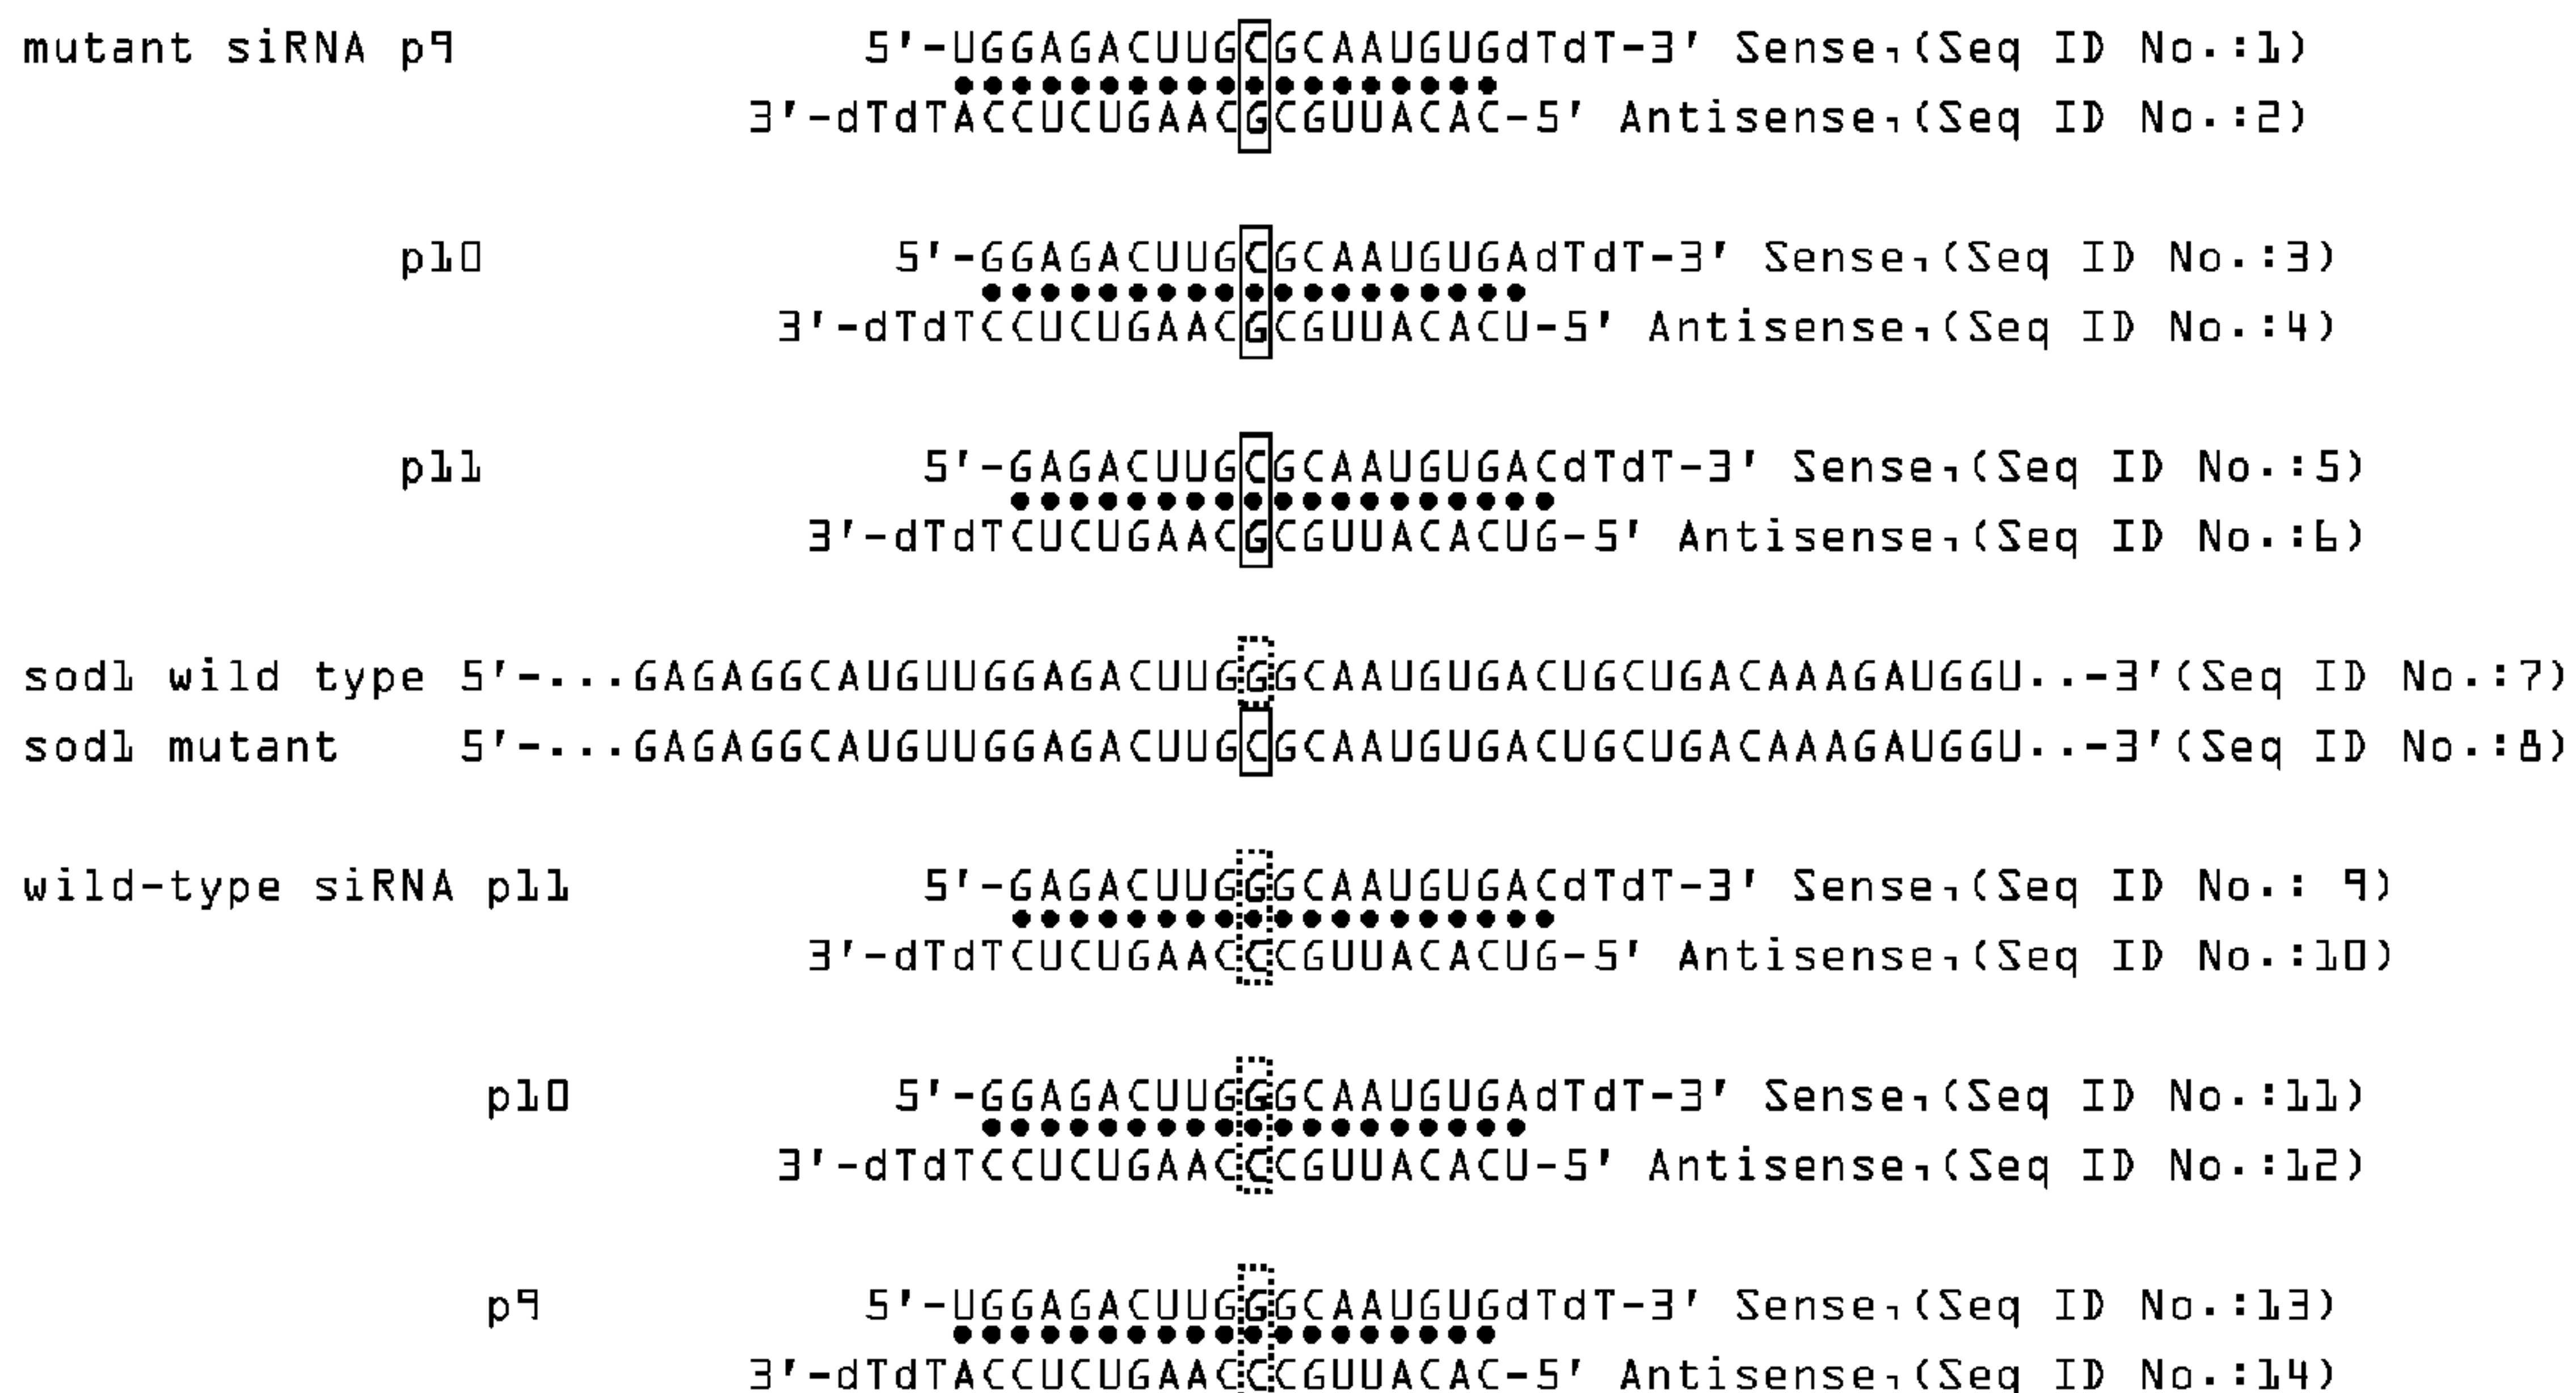 mutant siRNA p9 5'-UGGAGACUUGCGCAAUGUGdTdT-3' Sense,(Seq ID No.:1)
3'-dTdTACCUCUGAACGCGUUACAC-5' Antisense,(Seq ID No.:2)
p10 5'-GGAGACUUGCGCAAUGUGAdTdT-3' Sense,(Seq ID No.:3)
3'-dTdTCCUCUGAACGCGUUACACU-5' Antisense,(Seq ID No.:4)
p11 5'-GAGACUUGCGCAAUGUGACdTdT-3' Sense,(Seq ID No.:5)
3'-dTdTCUCUGAACGCGUUACACUG-5' Antisense,(Seq ID No.:6)
sod1 wild type 5'-...GAGAGGCAUGUUGGAGACUUGGGCAAUGUGACUGCUGACAAAGAUGGU..-3'(Seq ID No.:7)
sod1 mutant 5'-...GAGAGGCAUGUUGGAGACUUGCGCAAUGUGACUGCUGACAAAGAUGGU..-3'(Seq ID No.:8)
wild-type siRNA p11 5'-GAGACUUGGGCAAUGUGACdTdT-3' Sense,(Seq ID No.: 9)
3'-dTdTCUCUGAACCCGUUACACUG-5' Antisense,(Seq ID No.:10)
p10 5'-GGAGACUUGGGCAAUGUGAdTdT-3' Sense,(Seq ID No.:11)
3'-dTdTCCUCUGAACCCGUUACACU-5' Antisense,(Seq ID No.:12)
p9 5'-UGGAGACUUGGGCAAUGUGdTdT-3' Sense,(Seq ID No.:13)
3'-dTdTACCUCUGAACCCGUUACAC-5' Antisense,(Seq ID No.:14)